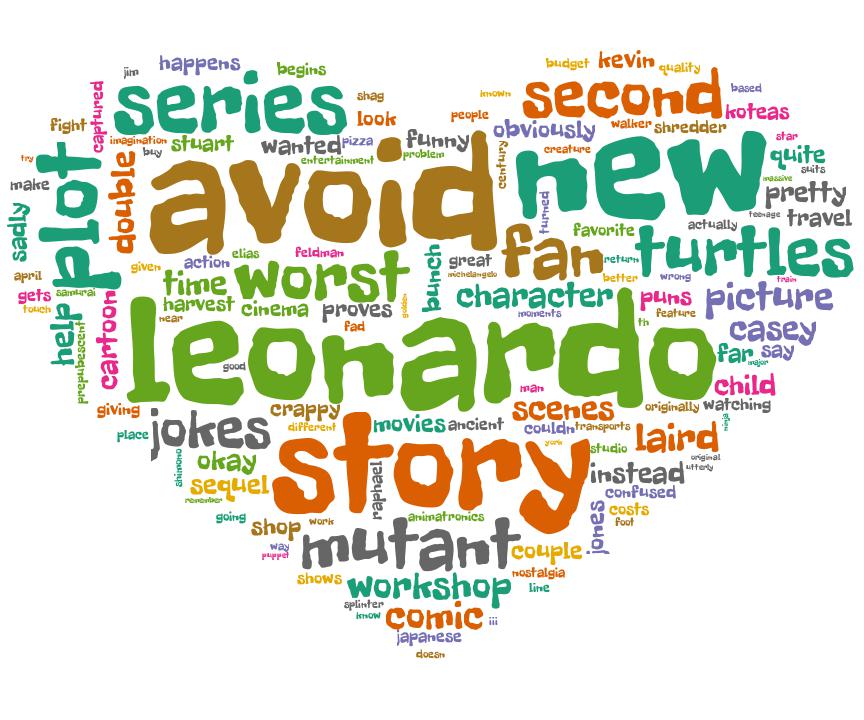 jim
happens
begins
budget
kevin
quality
captured
series
shag
look
known
people
second
based
koteas
fight
imagination
buy
stuart
wanted
pizza
entertainment
funny
problem
obviously
walker
shredder
creature
star
try
make
plot
double
avoid
century
new
quite
suits
massive
pretty
teenage
travel
sadly
turned
favorite
actually
april
given
action
elias
feldman
bunch
great
michelangelo
fan
return
better
turtles
wrong
train
gets
touch
samurai
time
worst
harvest
cinema
proves
golden
character
moments
puns
feature
picture
help
prepubescent
cartoon
near
fad
leonardo
good
th
casey
far
say
major
man
child
giving
crappy
different
movies
ancient
scenes
originally
watching
ninja
place
jokes
couldn
transports
york
studio
laird
original
utterly
shimono
okay
story
instead
sequel
remember
raphael
confused
going
shop
work
animatronics
jones
costs
foot
way
puppet
mutant
couple
shows
workshop
nostalgia
line
splinter
know
comic
iii
japanese
doesn